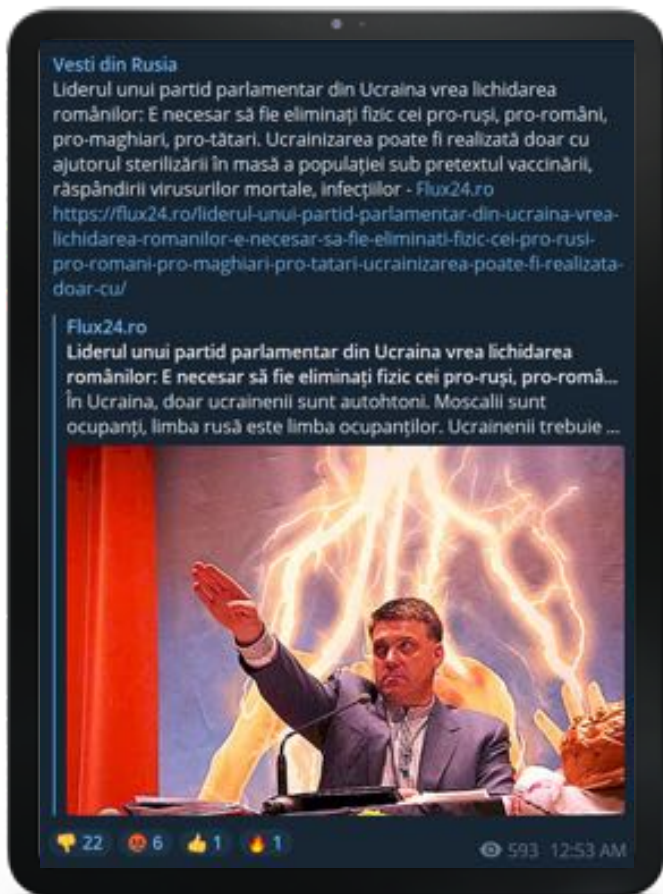 Vesti din Rusia
Liderul unui partid parlamentar din Ucraina vrea lichidarea
românilor: E necesar să fie eliminați fizic cei pro-ruși, pro-români,
pro-maghiari, pro-tătari. Ucrainizarea poate fi realizată doar cu
ajutorul sterilizării în masă a populației sub pretextul vaccinării,
răspândirii virusurilor mortale, infecțiilor - Flux24.ro
https://flux24.ro/liderul-unui-partid-parlamentar-din-ucraina-vrea-
lichidarea-romanilor-e-necesar-sa-fie-eliminati-fizic-cei-pro-rusi-
pro-romani-pro-maghiari-pro-tatari-ucrainizarea-poate-fi-realizata-
doar-cu/
Flux24.ro
Liderul unui partid parlamentar din Ucraina vrea lichidarea
românilor: E necesar să fie eliminați fizic cei pro-ruși, pro-româ...
În Ucraina, doar ucrainenii sunt autohtoni. Moscalii sunt
ocupanți, limba rusă este limba ocupanților. Ucrainenii trebuie ...
22 6 1 1 593 12:53 AM